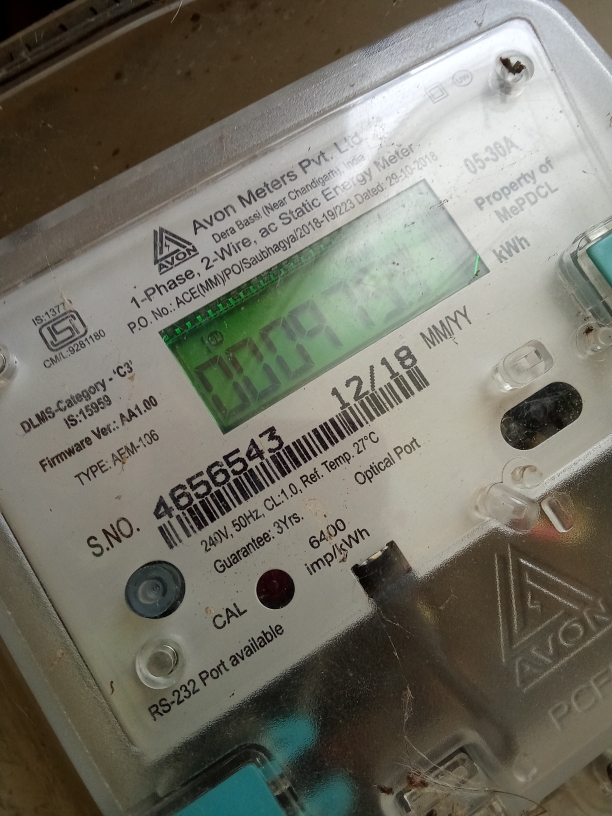 Avon Meters Pvt. Ltd.
Dera Bassi (Near Chandigarh) India
AVON
1-Phase, 2-Wire, ac Static Energy Meter
P.O. No.: ACE(MM)/PO/Saubhagya/2018-19/223 Dated: 29-10-2018
05-30A
Property of
MePDCL
kWh
CM/L:9281180
DLMS-Category - 'C3'
IS:15959
Firmware Ver.: AA1.00
TYPE: AEM-106
12/18 MM/YY
S.NO. 4656543
240V, 50Hz, CL:1.0, Ref. Temp. 27°C
Guarantee: 3Yrs.
Optical Port
6400
imp/kWh
CAL
RS-232 Port available
AVON